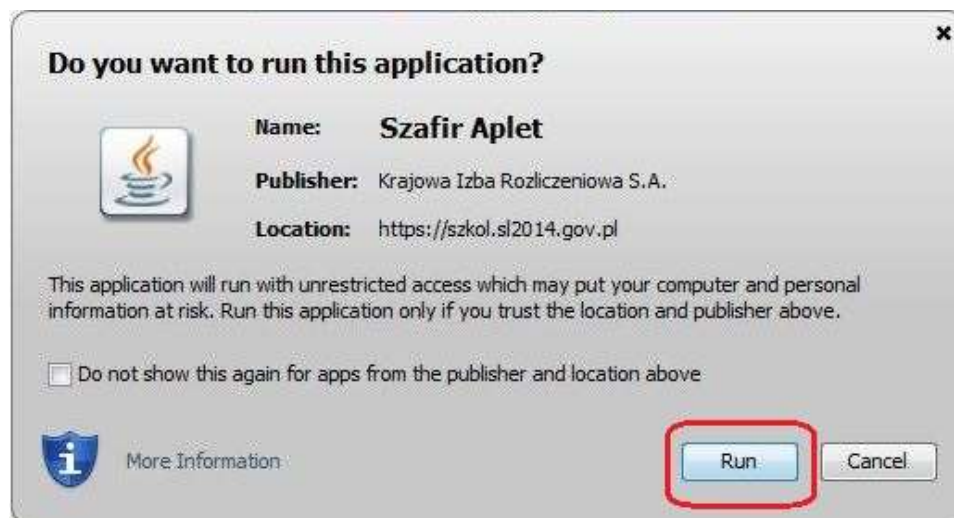 Do you want to run this application?
Name: Szafir Aplet
Publisher: Krajowa Izba Rozliczeniowa S.A.
Location: https://szkol.sl2014.gov.pl
This application will run with unrestricted access which may put your computer and personal
information at risk. Run this application only if you trust the location and publisher above.
Do not show this again for apps from the publisher and location above
More Information
Run
Cancel